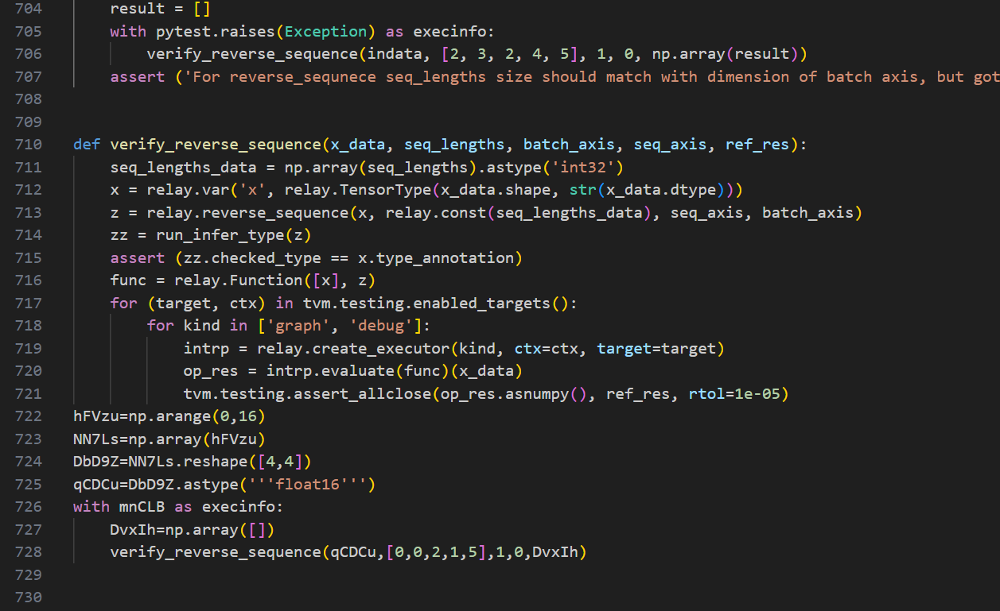 704 result = []
705 with pytest.raises(Exception) as execinfo:
706 verify_reverse_sequence(indata, [2, 3, 2, 4, 5], 1, 0, np.array(result))
707 assert ('For reverse_sequnece seq_lengths size should match with dimension of batch axis, but got
708
709
710 def verify_reverse_sequence(x_data, seq_lengths, batch_axis, seq_axis, ref_res):
711 seq_lengths_data = np.array(seq_lengths).astype('int32')
712 x = relay.var('x', relay.TensorType(x_data.shape, str(x_data.dtype)))
713 z = relay.reverse_sequence(x, relay.const(seq_lengths_data), seq_axis, batch_axis)
714 zz = run_infer_type(z)
715 assert (zz.checked_type == x.type_annotation)
716 func = relay.Function([x], z)
717 for (target, ctx) in tvm.testing.enabled_targets():
718 for kind in ['graph', 'debug']:
719 intrp = relay.create_executor(kind, ctx=ctx, target=target)
720 op_res = intrp.evaluate(func)(x_data)
721 tvm.testing.assert_allclose(op_res.asnumpy(), ref_res, rtol=1e-05)
722 hFVzu=np.arange(0,16)
723 NN7Ls=np.array(hFVzu)
724 DbD9Z=NN7Ls.reshape([4,4])
725 qCDCu=DbD9Z.astype('''float16''')
726 with mnCLB as execinfo:
727 DvxIh=np.array([])
728 verify_reverse_sequence(qCDCu,[0,0,2,1,5],1,0,DvxIh)
729
730